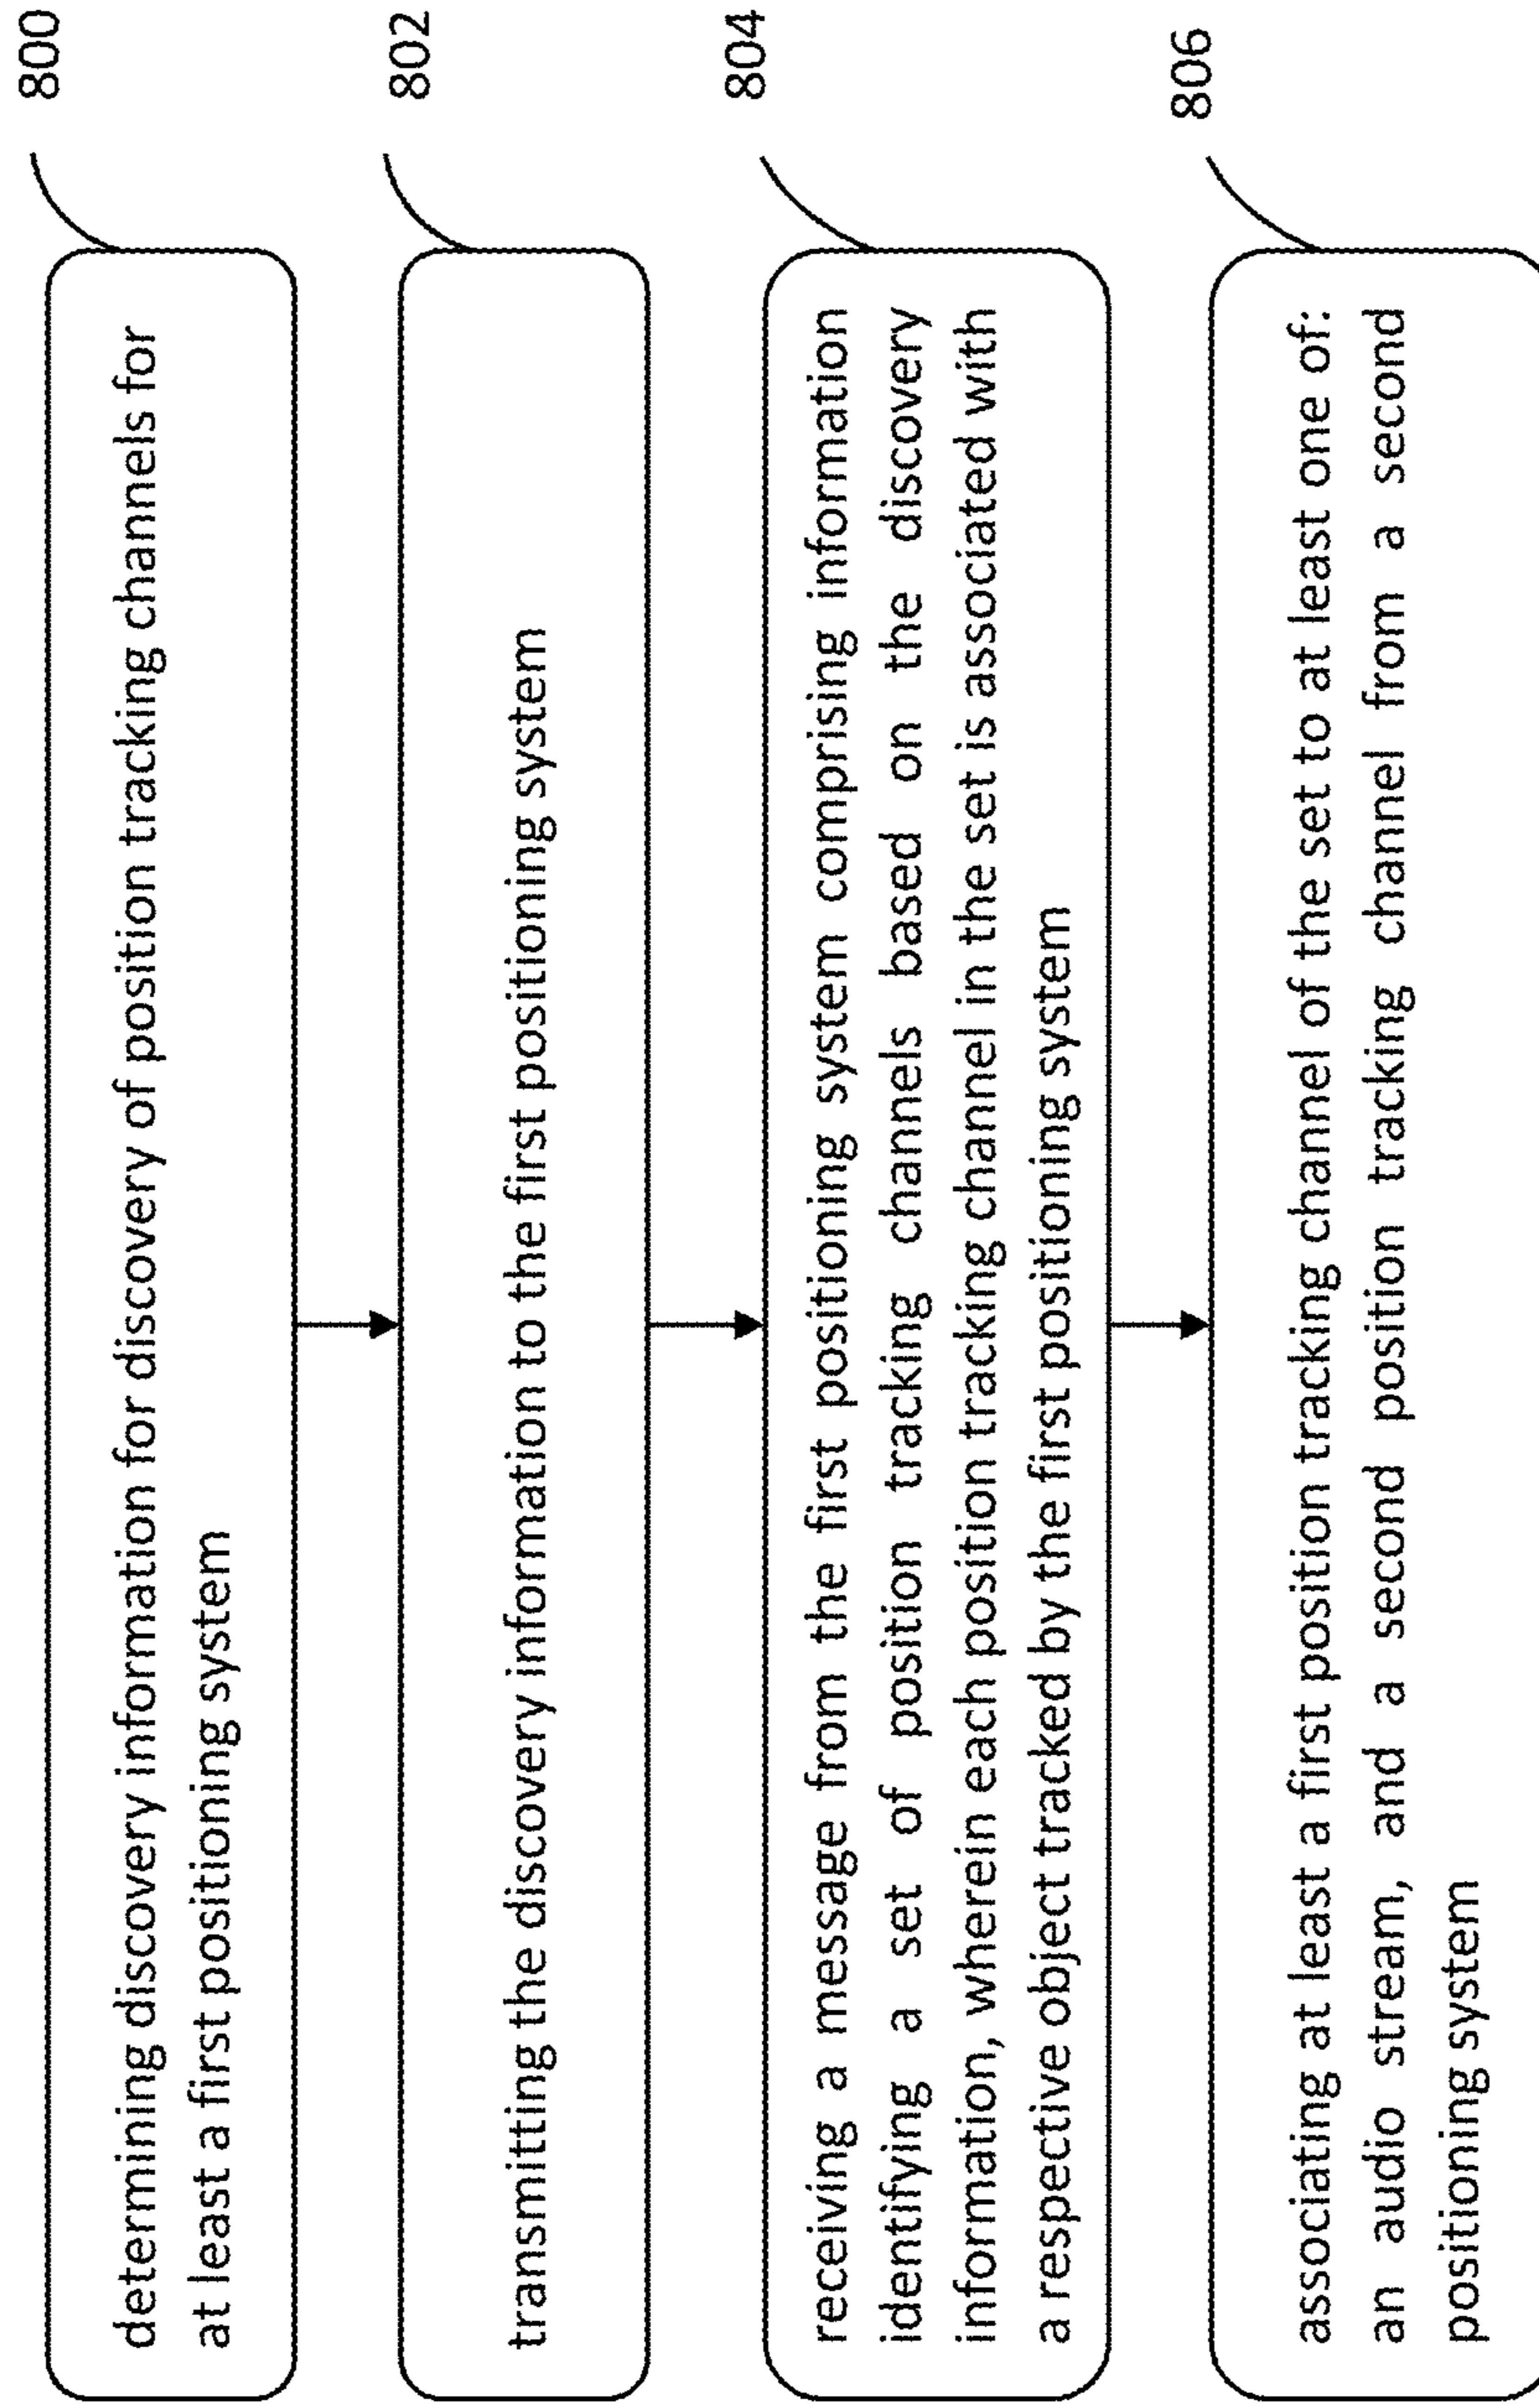 800
determining discovery information for discovery of position tracking channels for
at least a first positioning system
802
transmitting the discovery information to the first positioning system
804
receiving a message from the first positioning system comprising information
identifying a set of position tracking channels based on the discovery
information, wherein each position tracking channel in the set is associated with
a respective object tracked by the first positioning system
806
associating at least a first position tracking channel of the set to at least one of:
an audio stream, and a second position tracking channel from a second
positioning system